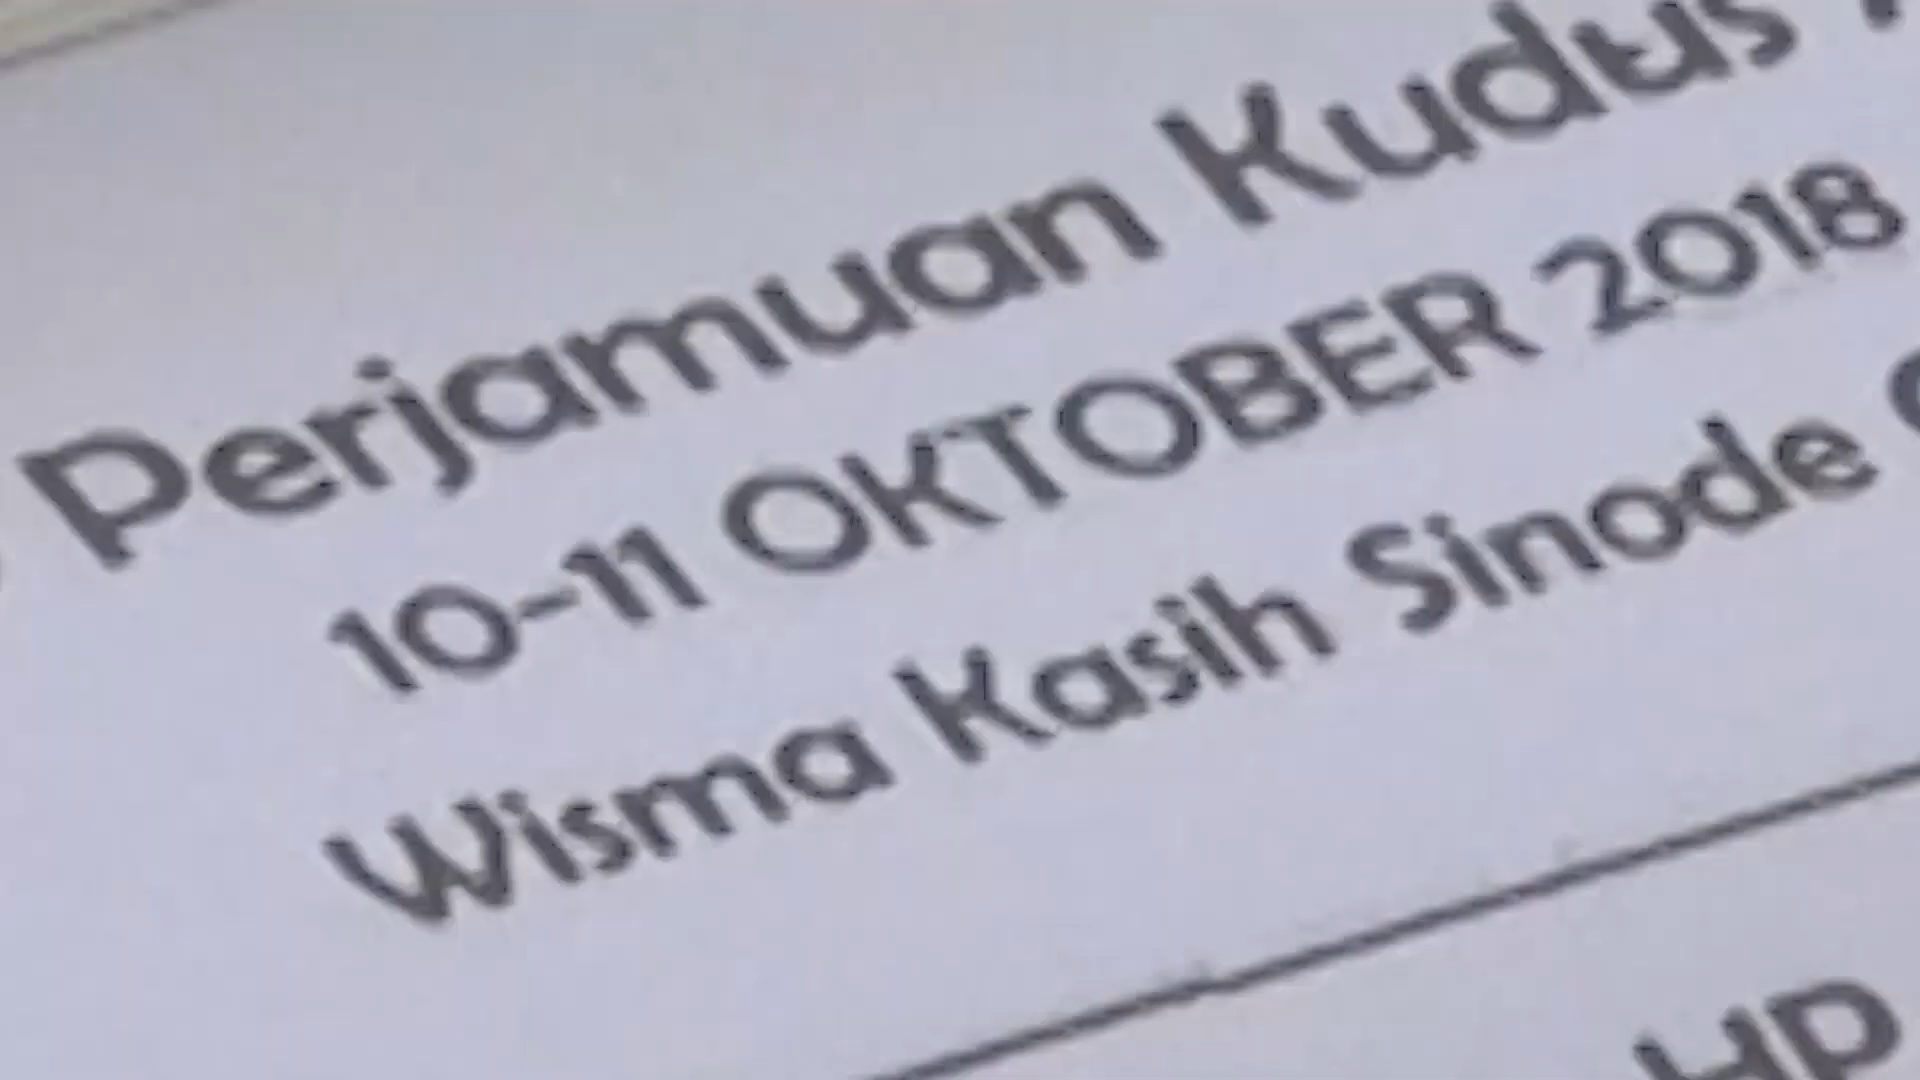 Perjamuan Kudus
10-11 OKTOBER 2018
Wisma Kasih Sinode
HP